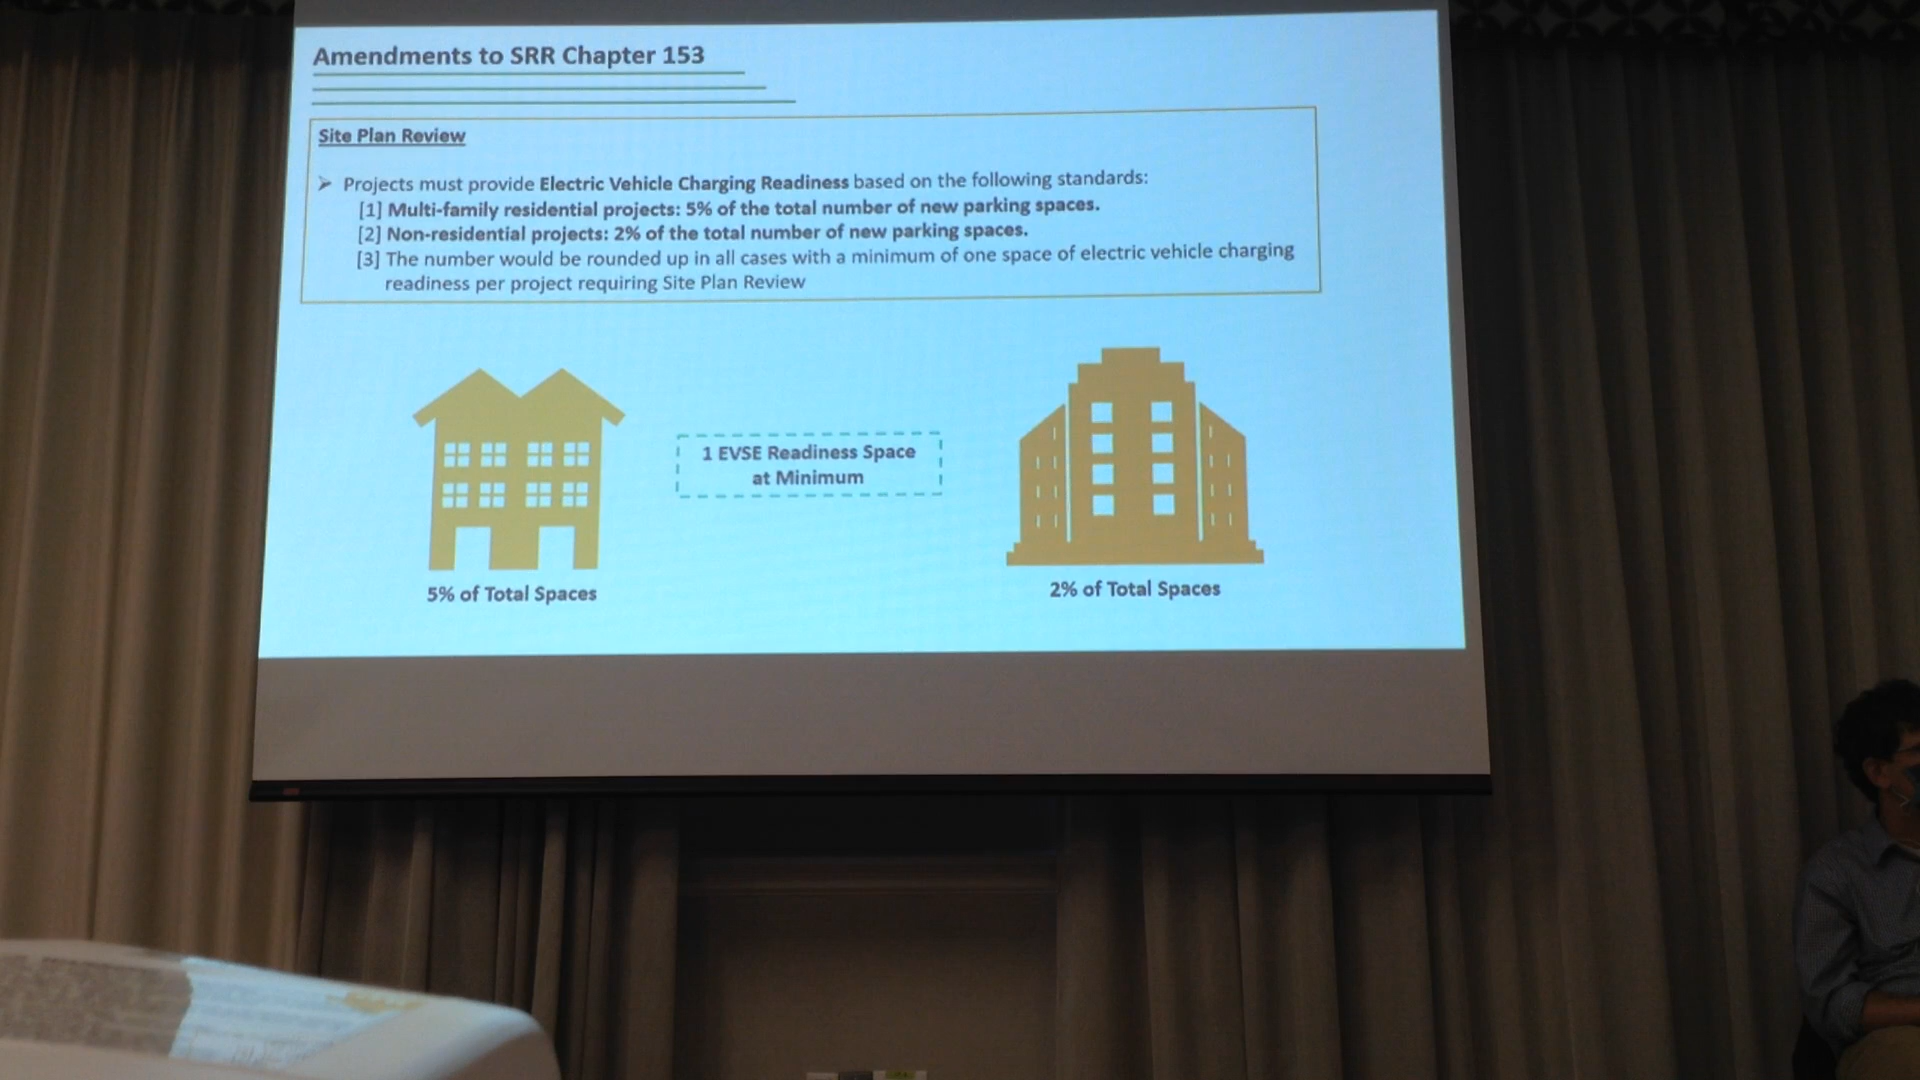 Amendments to SRR Chapter 153
Site Plan Review
➢ Projects must provide Electric Vehicle Charging Readiness based on the following standards:
[1] Multi-family residential projects: 5% of the total number of new parking spaces.
[2] Non-residential projects: 2% of the total number of new parking spaces.
[3] The number would be rounded up in all cases with a minimum of one space of electric vehicle charging
readiness per project requiring Site Plan Review
1 EVSE Readiness Space
at Minimum
5% of Total Spaces
2% of Total Spaces